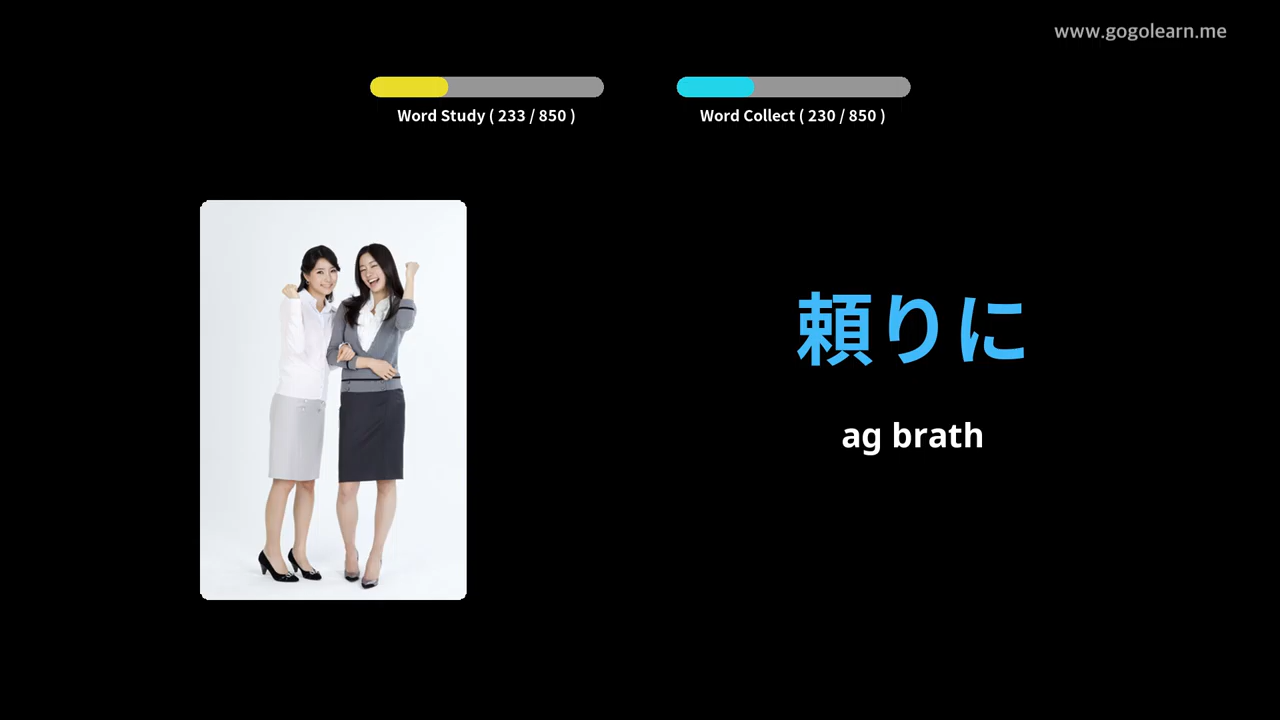 www.gogolearn.me
Word Study ( 233 / 850 )
Word Collect ( 230 / 850 )
頼りに
ag brath